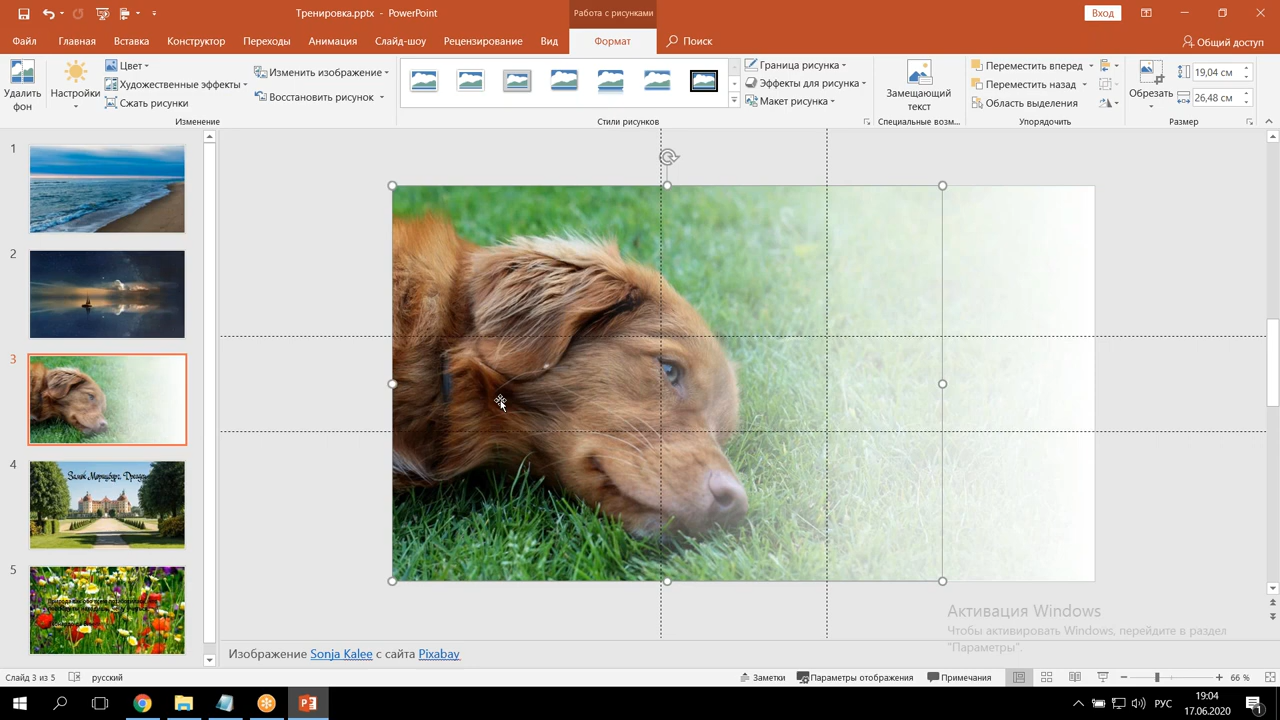 Тренировка.pptx - PowerPoint
Работа с рисунками
Вход
Файл Главная Вставка Конструктор Переходы Анимация Слайд-шоу Рецензирование Вид Формат Поиск
Общий доступ
Удалить фон
Настройки
Цвет
Художественные эффекты
Сжать рисунки
Изменить изображение
Восстановить рисунок
Изменение
Стили рисунков
Граница рисунка
Эффекты для рисунка
Макет рисунка
Замещающий текст
Специальные возм...
Переместить вперед
Переместить назад
Область выделения
Упорядочить
Обрезать
19,04 см
26,48 см
Размер
1
2
3
4
Замок Морицбург. Дрезден
5
Активация Windows
Чтобы активировать Windows, перейдите в раздел
"Параметры".
Изображение Sonja Kalee с сайта Pixabay
Слайд 3 из 5 русский
Заметки Параметры отображения Примечания
66 %
РУС
19:04
17.06.2020
1